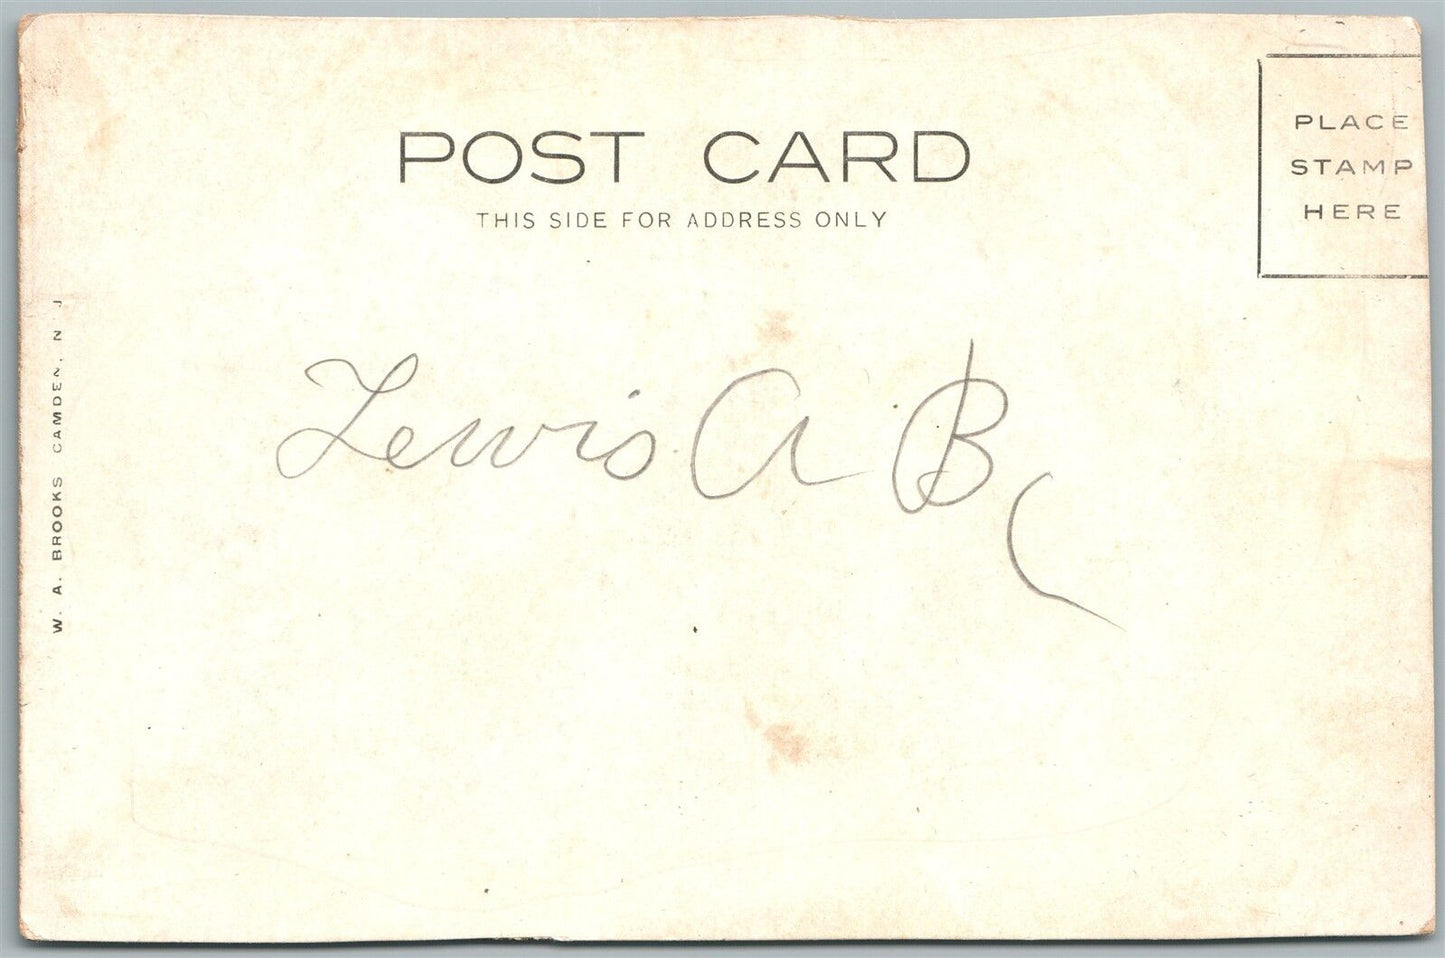 POST CARD
THIS SIDE FOR ADDRESS ONLY
PLACE
STAMP
HERE
W. A. BROOKS CAMDEN, N J
Lewis A B